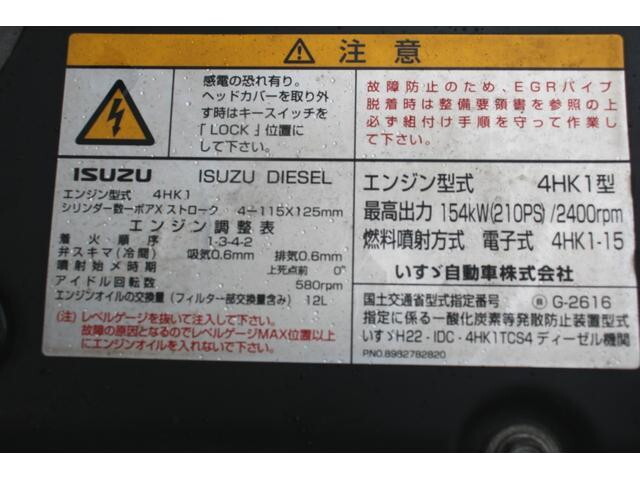 ⚠ 注意
感電の恐れ有り。
ヘッドカバーを取り外
す時はキースイッチを
「LOCK」位置に
して下さい。
故障防止のため、EGRパイプ
脱着時は整備要領書を参照の上
必ず組付け手順を守って作業し
て下さい。
ISUZU ISUZU DIESEL
エンジン型式 4HK1
シリンダー数ーボアX ストローク 4ー115X125mm
エンジン調整表
着火順序 1-3-4-2
弁スキマ(冷間) 吸気0.6mm 排気0.6mm
噴射始メ時期 上死点前 0°
アイドル回転数 580rpm
エンジンオイルの交換量(フィルター部交換量含み) 12L
(注)レベルゲージを抜いて注入して下さい。
故障の原因となるのでレベルゲージMAX位置以上
にエンジンオイルを入れないで下さい。
エンジン型式 4HK1型
最高出力 154kW(210PS)/2400rpm
燃料噴射方式 電子式 4HK1-15
いすゞ自動車株式会社
国土交通省型式指定番号 G-2616
指定に係る一酸化炭素等発散防止装置型式
いすゞH22-IDC-4HK1TCS4 ディーゼル機関
PNO.8982782820